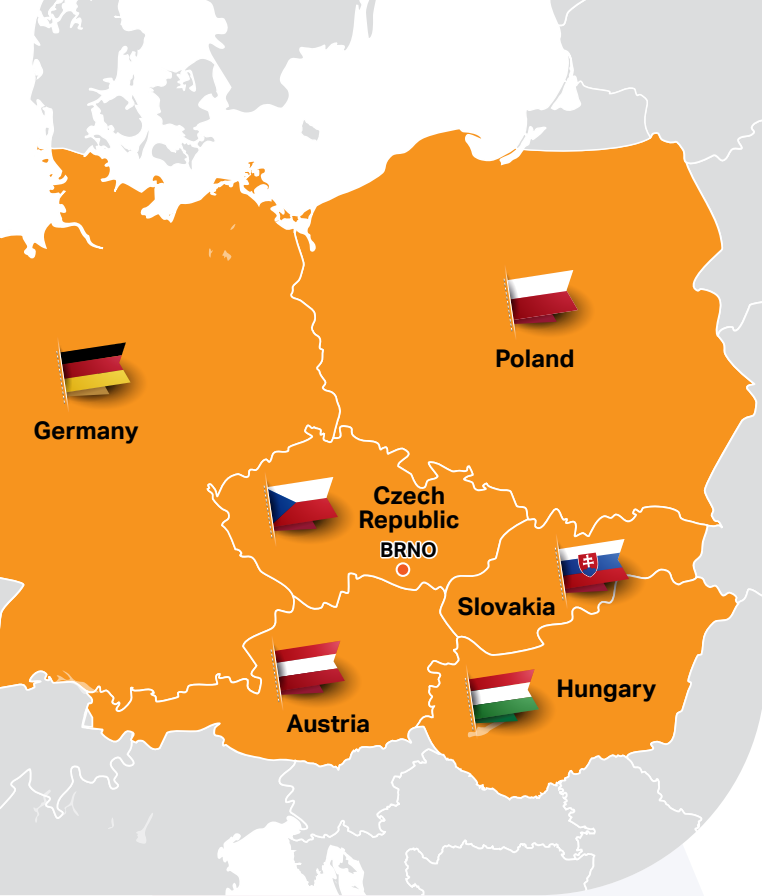 Poland
Germany
Czech
Republic
BRNO
Slovakia
Hungary
Austria